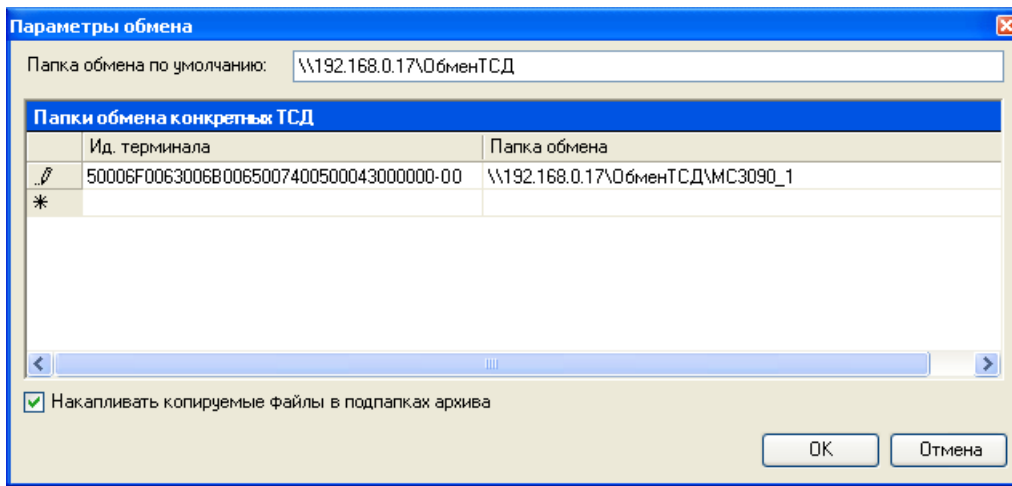 Параметры обмена
Папка обмена по умолчанию: \\192.168.0.17\ОбменТСД
Папки обмена конкретных ТСД
Ид. терминала Папка обмена
50006F0063006B0065007400500043000000-00 \\192.168.0.17\ОбменТСД\MC3090_1
Накапливать копируемые файлы в подпапках архива
OK Отмена